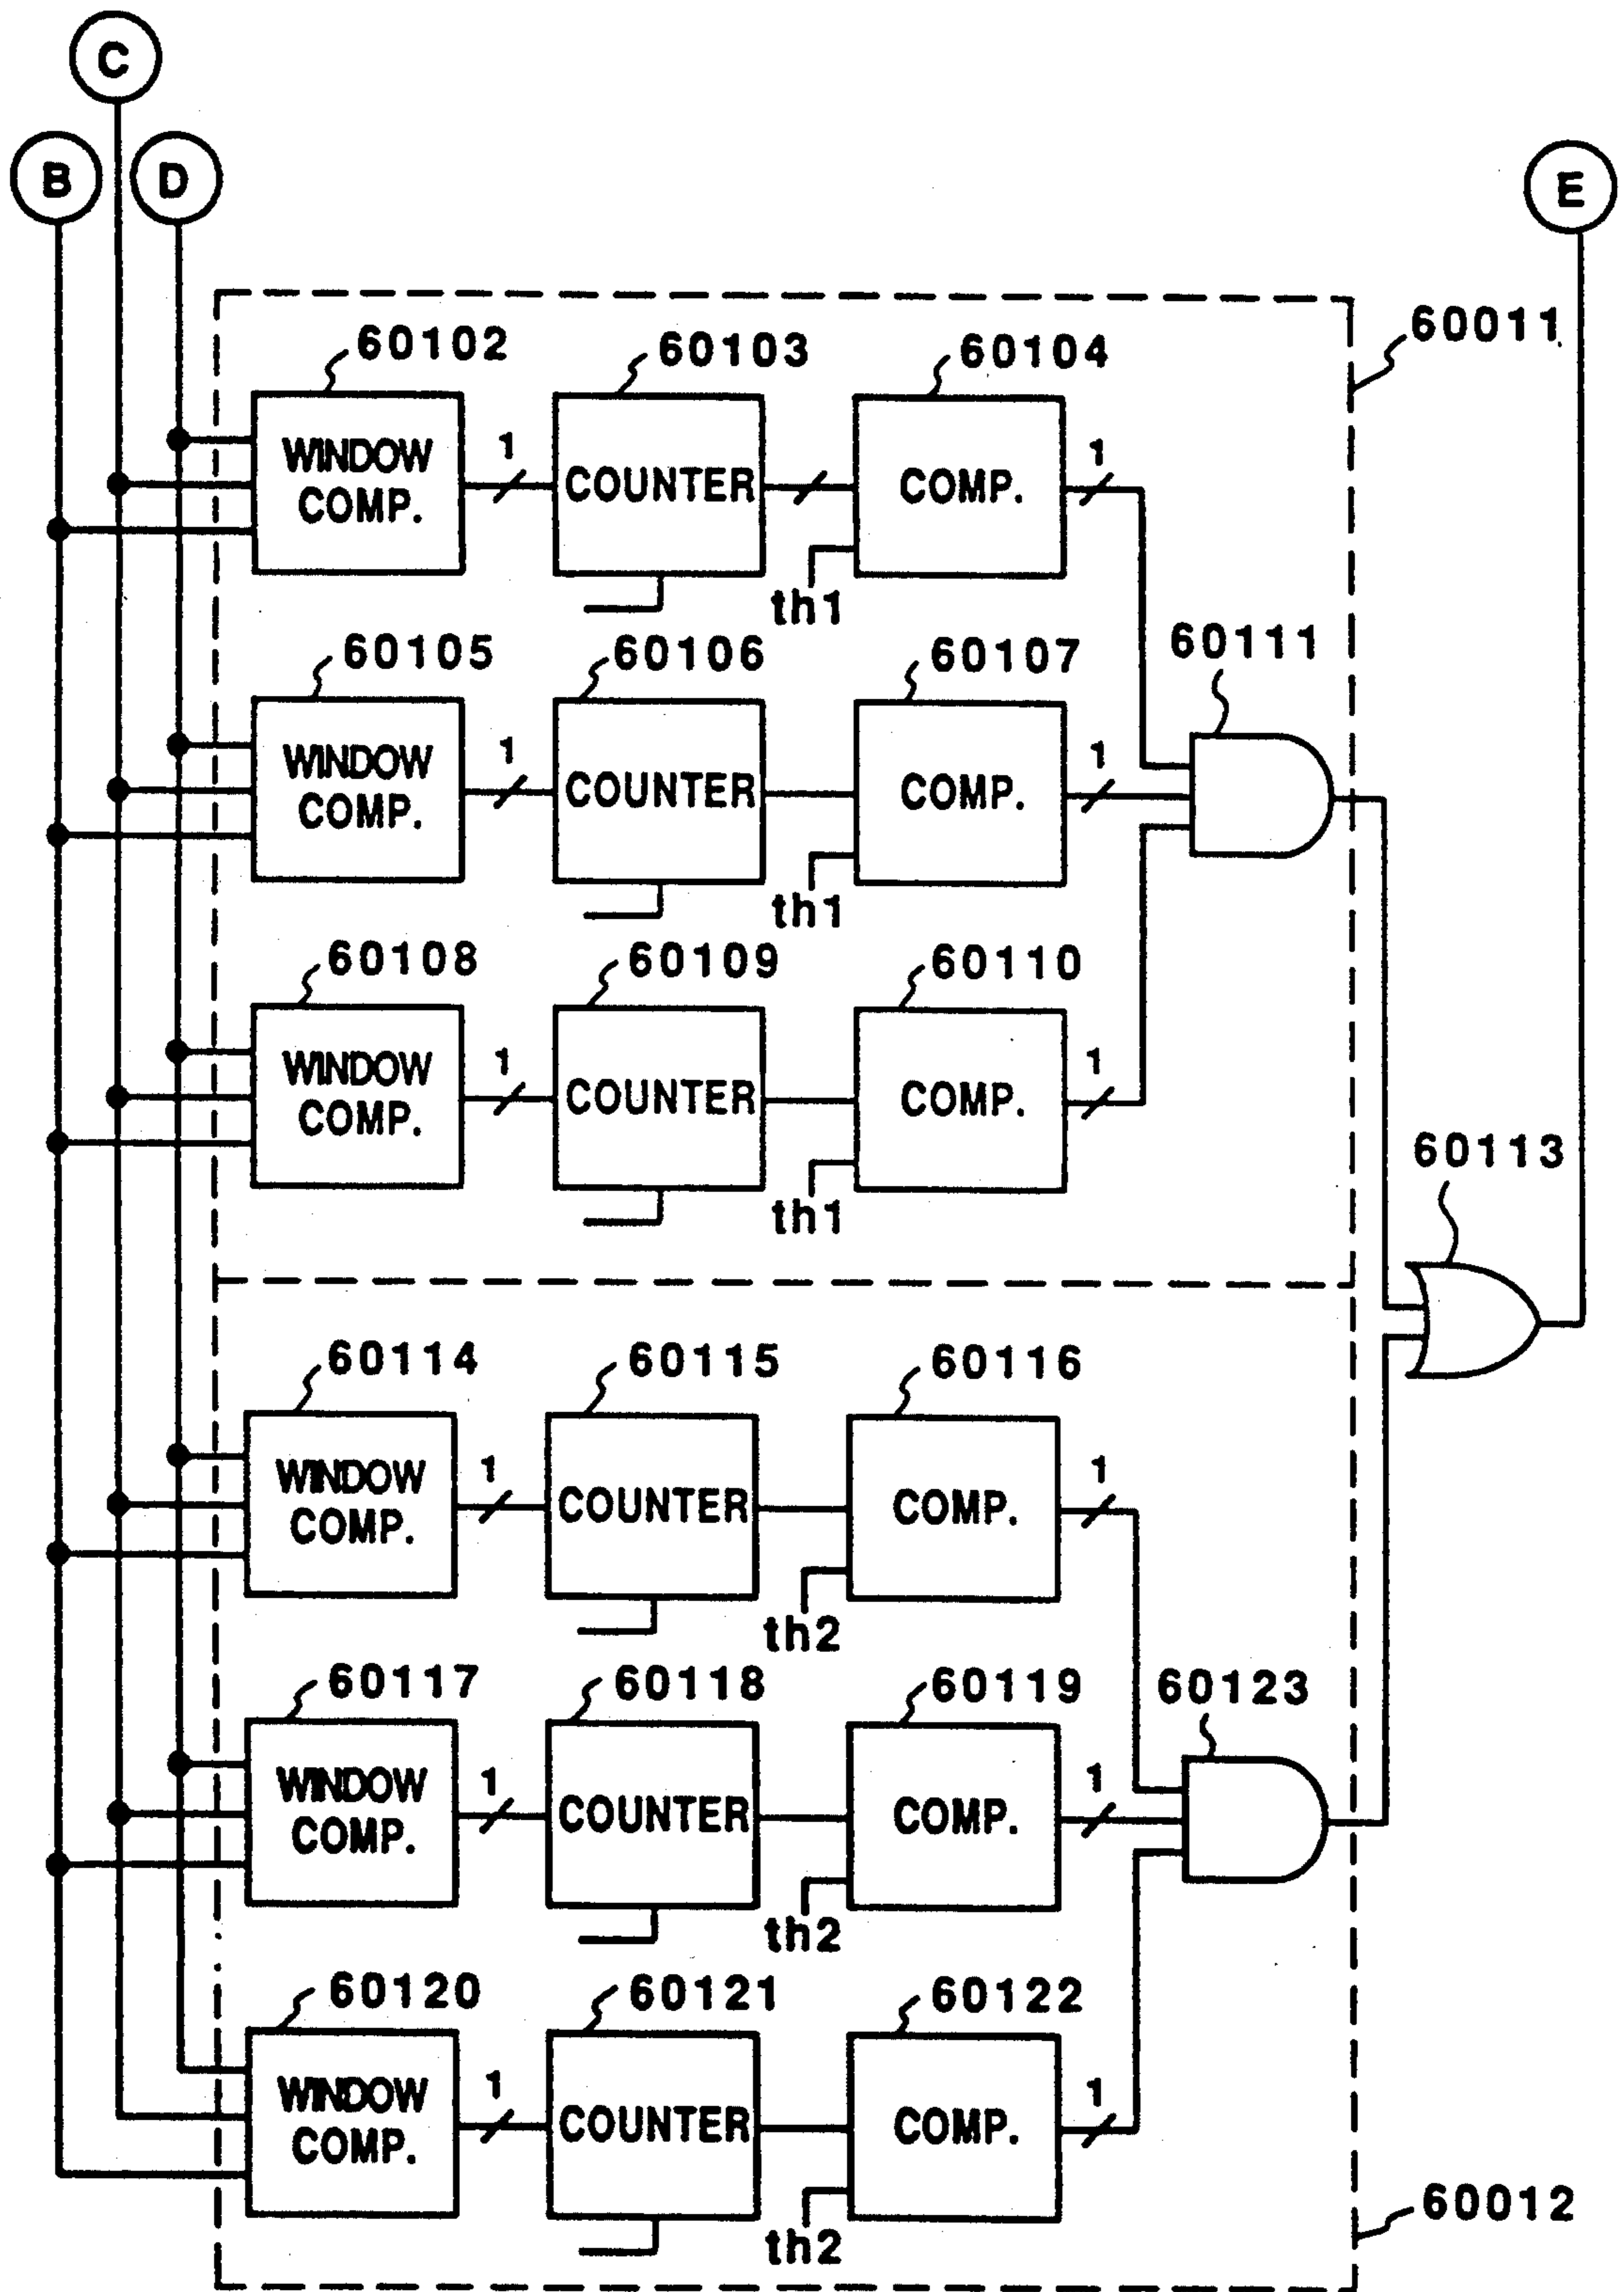 C
B
D
E
60011
60102
60103
60104
WINDOW
COMP.
1
COUNTER
COMP.
1
th1
60105
60106
60107
60111
WINDOW
COMP.
1
COUNTER
COMP.
1
th1
60108
60109
60110
WINDOW
COMP.
1
COUNTER
COMP.
1
th1
60113
60114
60115
60116
WINDOW
COMP.
1
COUNTER
COMP.
1
th2
60117
60118
60119
60123
WINDOW
COMP.
1
COUNTER
COMP.
1
th2
60120
60121
60122
WINDOW
COMP.
1
COUNTER
COMP.
1
th2
60012